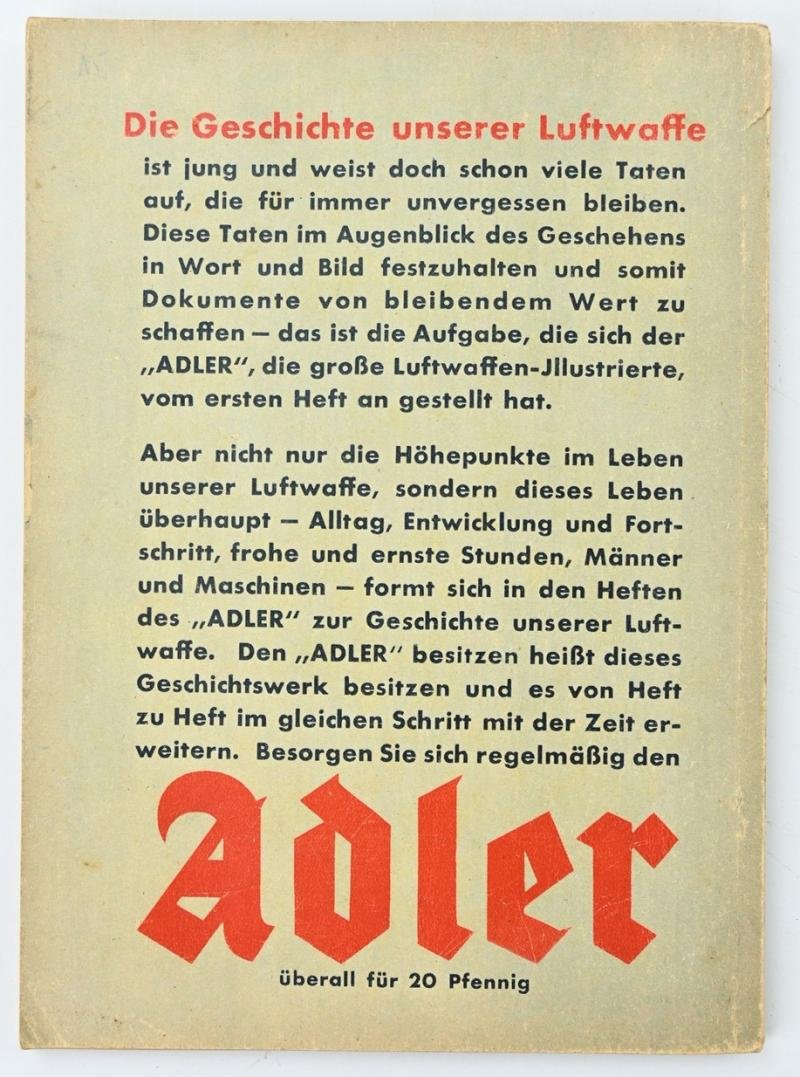 Die Geschichte unserer Luftwaffe
ist jung und weist doch schon viele Taten
auf, die für immer unvergessen bleiben.
Diese Taten im Augenblick des Geschehens
in Wort und Bild festzuhalten und somit
Dokumente von bleibendem Wert zu
schaffen — das ist die Aufgabe, die sich der
„ADLER", die große Luftwaffen-Jllustrierte,
vom ersten Heft an gestellt hat.
Aber nicht nur die Höhepunkte im Leben
unserer Luftwaffe, sondern dieses Leben
überhaupt — Alltag, Entwicklung und Fort-
schritt, frohe und ernste Stunden, Männer
und Maschinen — formt sich in den Heften
des „ADLER" zur Geschichte unserer Luft-
waffe. Den „ADLER" besitzen heißt dieses
Geschichtswerk besitzen und es von Heft
zu Heft im gleichen Schritt mit der Zeit er-
weitern. Besorgen Sie sich regelmäßig den
Adler
überall für 20 Pfennig